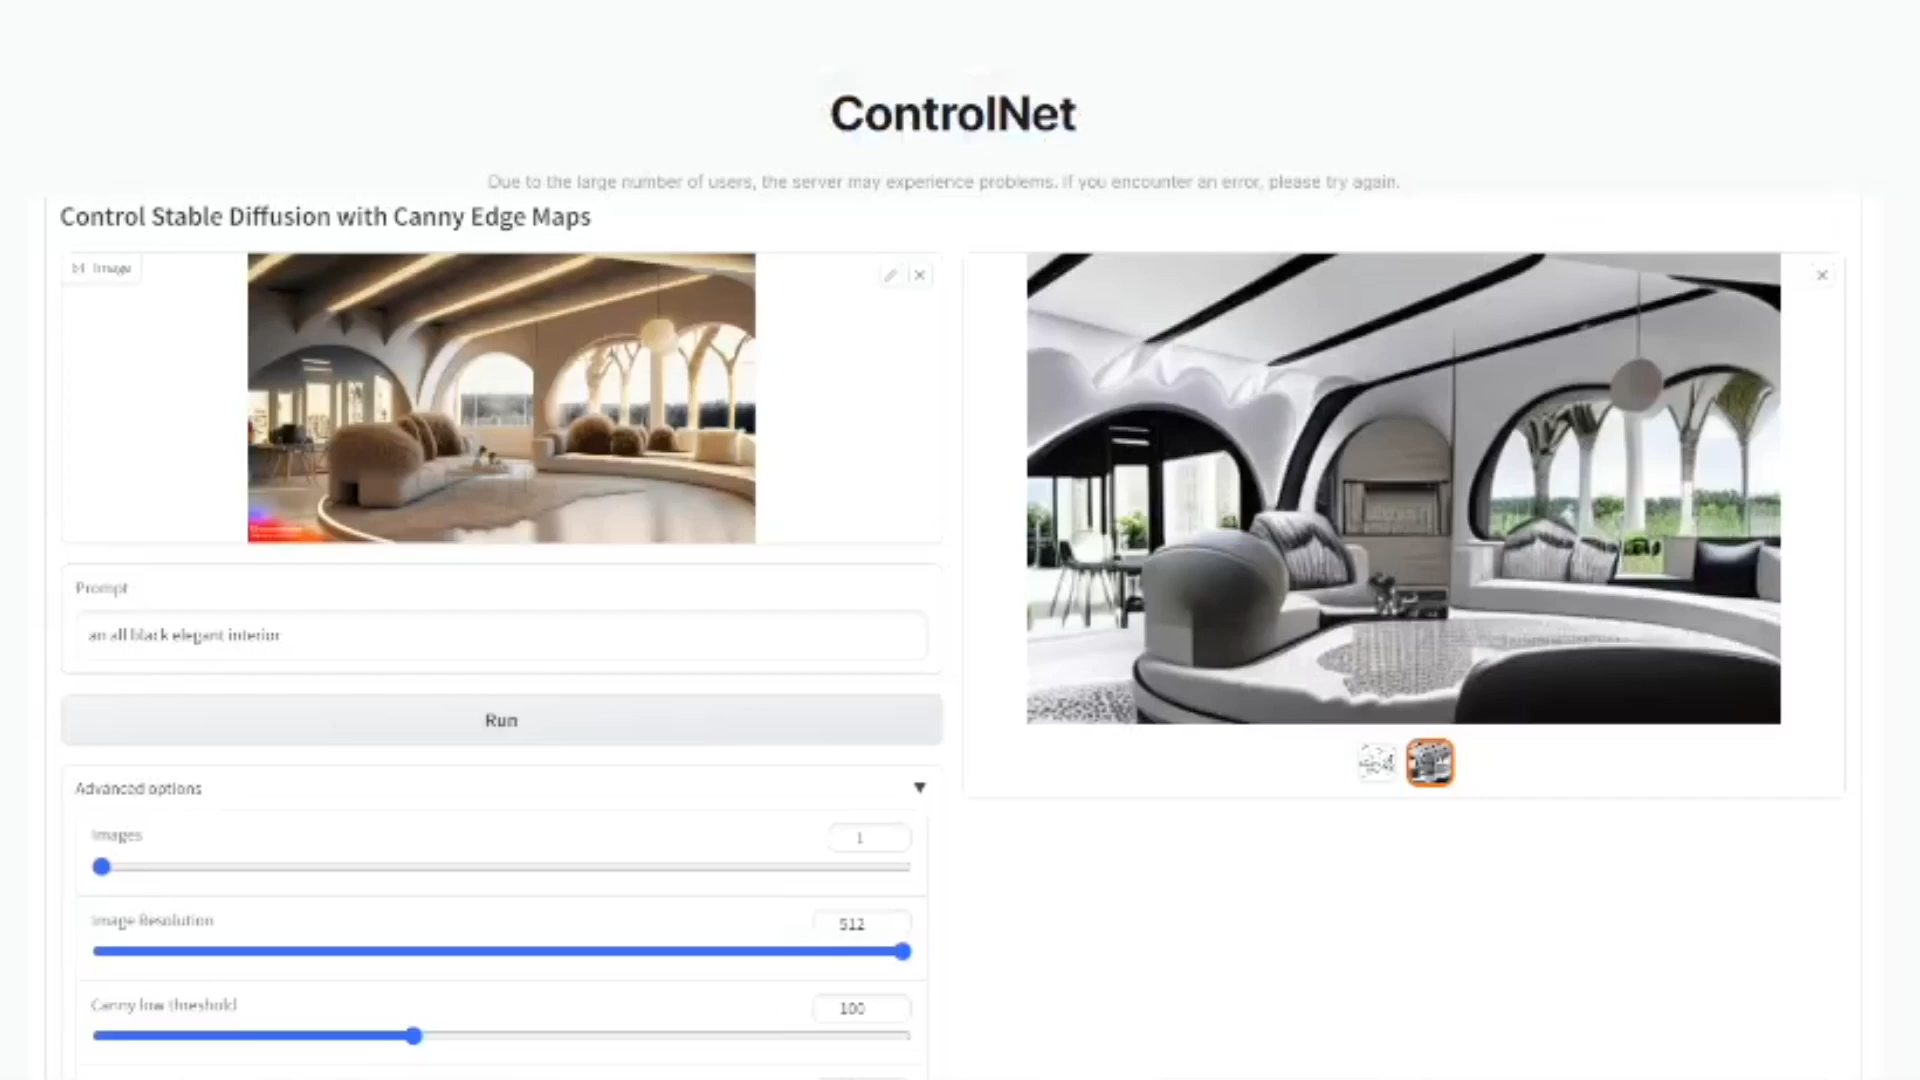 ControlNet
Due to the large number of users, the server may experience problems. If you encounter an error, please try again.
Control Stable Diffusion with Canny Edge Maps
Image
Prompt
an all black elegant interior
Run
Advanced options
Images
1
Image Resolution
512
Canny low threshold
100